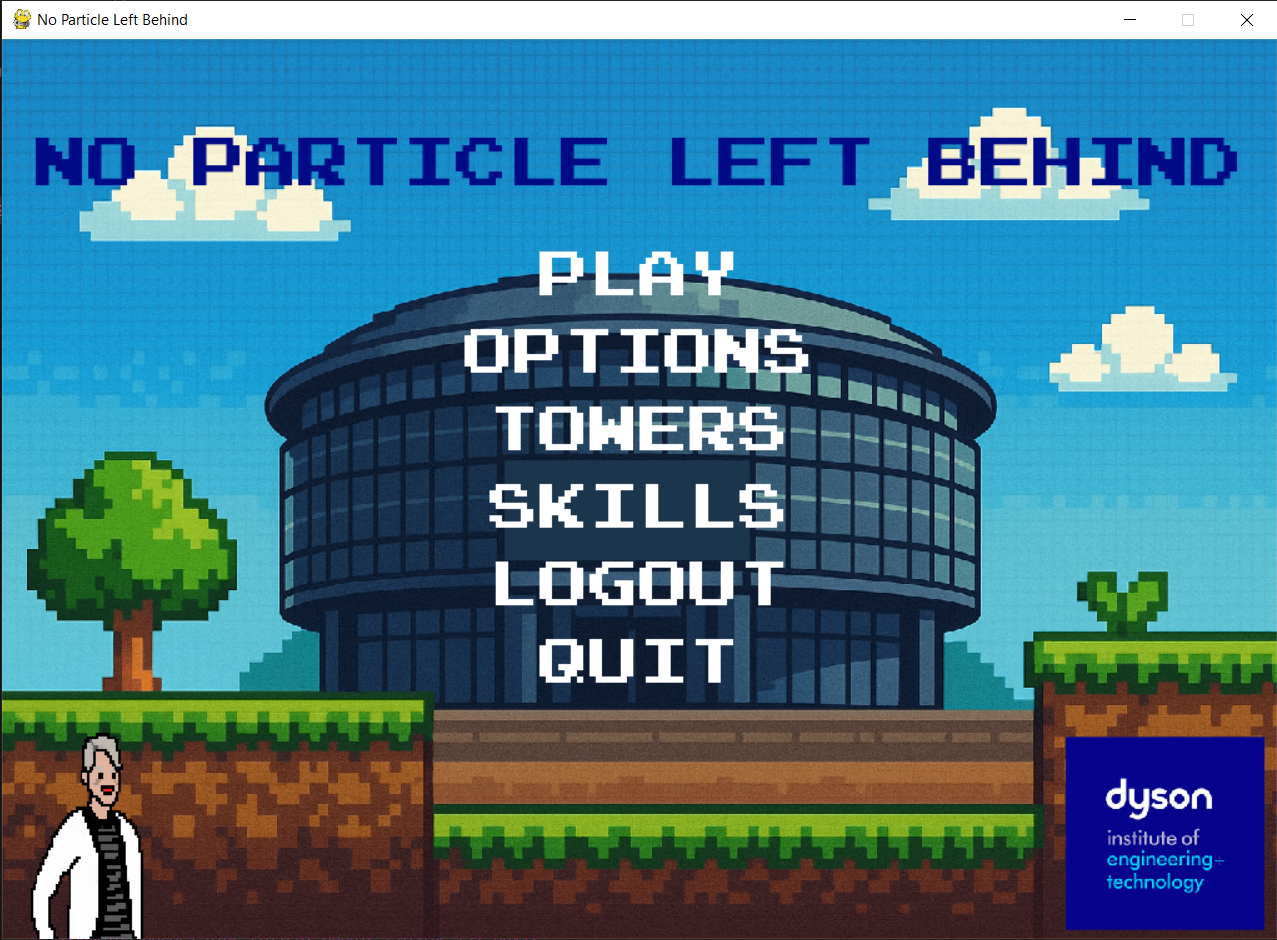 No Particle Left Behind
NO PARTICLE LEFT BEHIND
PLAY
OPTIONS
TOWERS
SKILLS
LOGOUT
QUIT
dyson
institute of
engineering+
technology